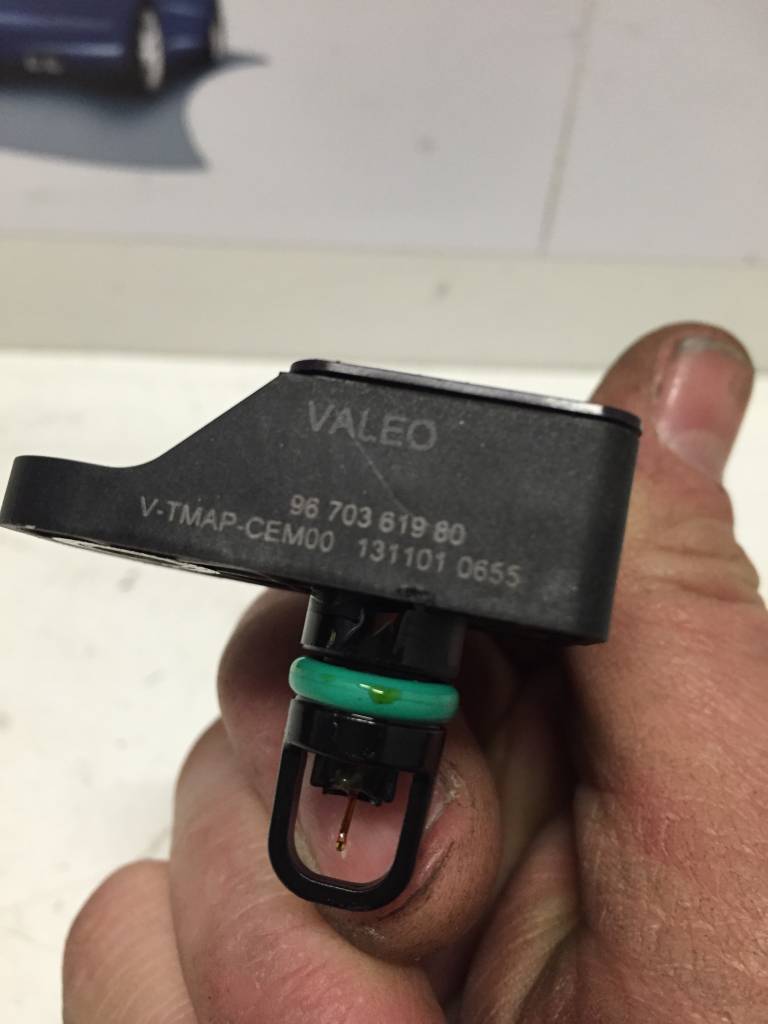 VALEO
96 703 619 80
V-TMAP-CEM00 131101 0655